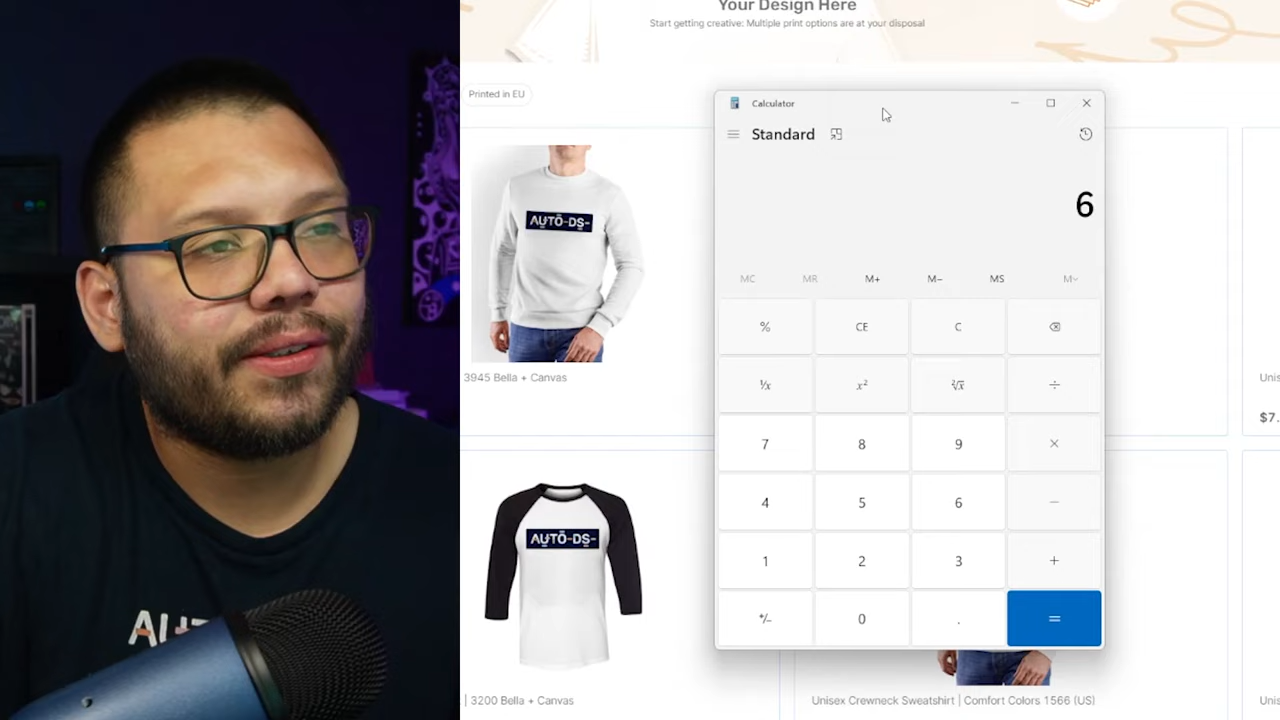 Your Design Here
Start getting creative: Multiple print options are at your disposal
Printed in EU
AUTO-DS-
3945 Bella + Canvas
AUTO-DS-
| 3200 Bella + Canvas
Calculator
Standard
6
MC MR M+ M− MS M˅
% CE C
¹/x x² ²√x ÷
7 8 9 ×
4 5 6 −
1 2 3 +
+/− 0 . =
Unisex Crewneck Sweatshirt | Comfort Colors 1566 (US)
$7.